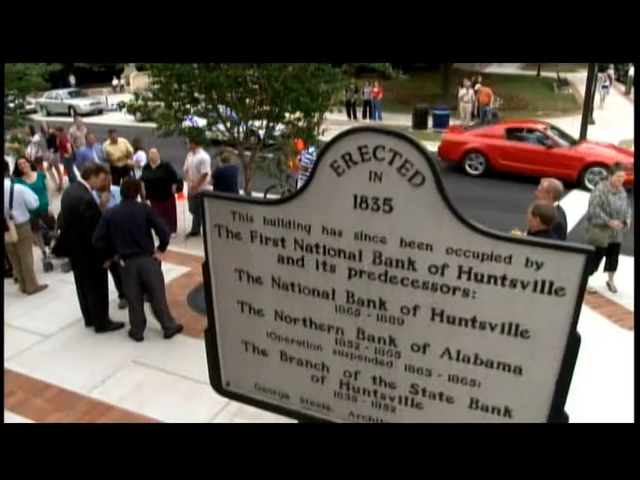 ERECTED
IN
1835
This building has since been occupied by
The First National Bank of Huntsville
and its predecessors:
The National Bank of Huntsville
1865 - 1889
The Northern Bank of Alabama
1852 - 1865
(Operation suspended 1863 - 1865)
The Branch of the State Bank
of Huntsville
1835 - 1852
George Steele, Architect